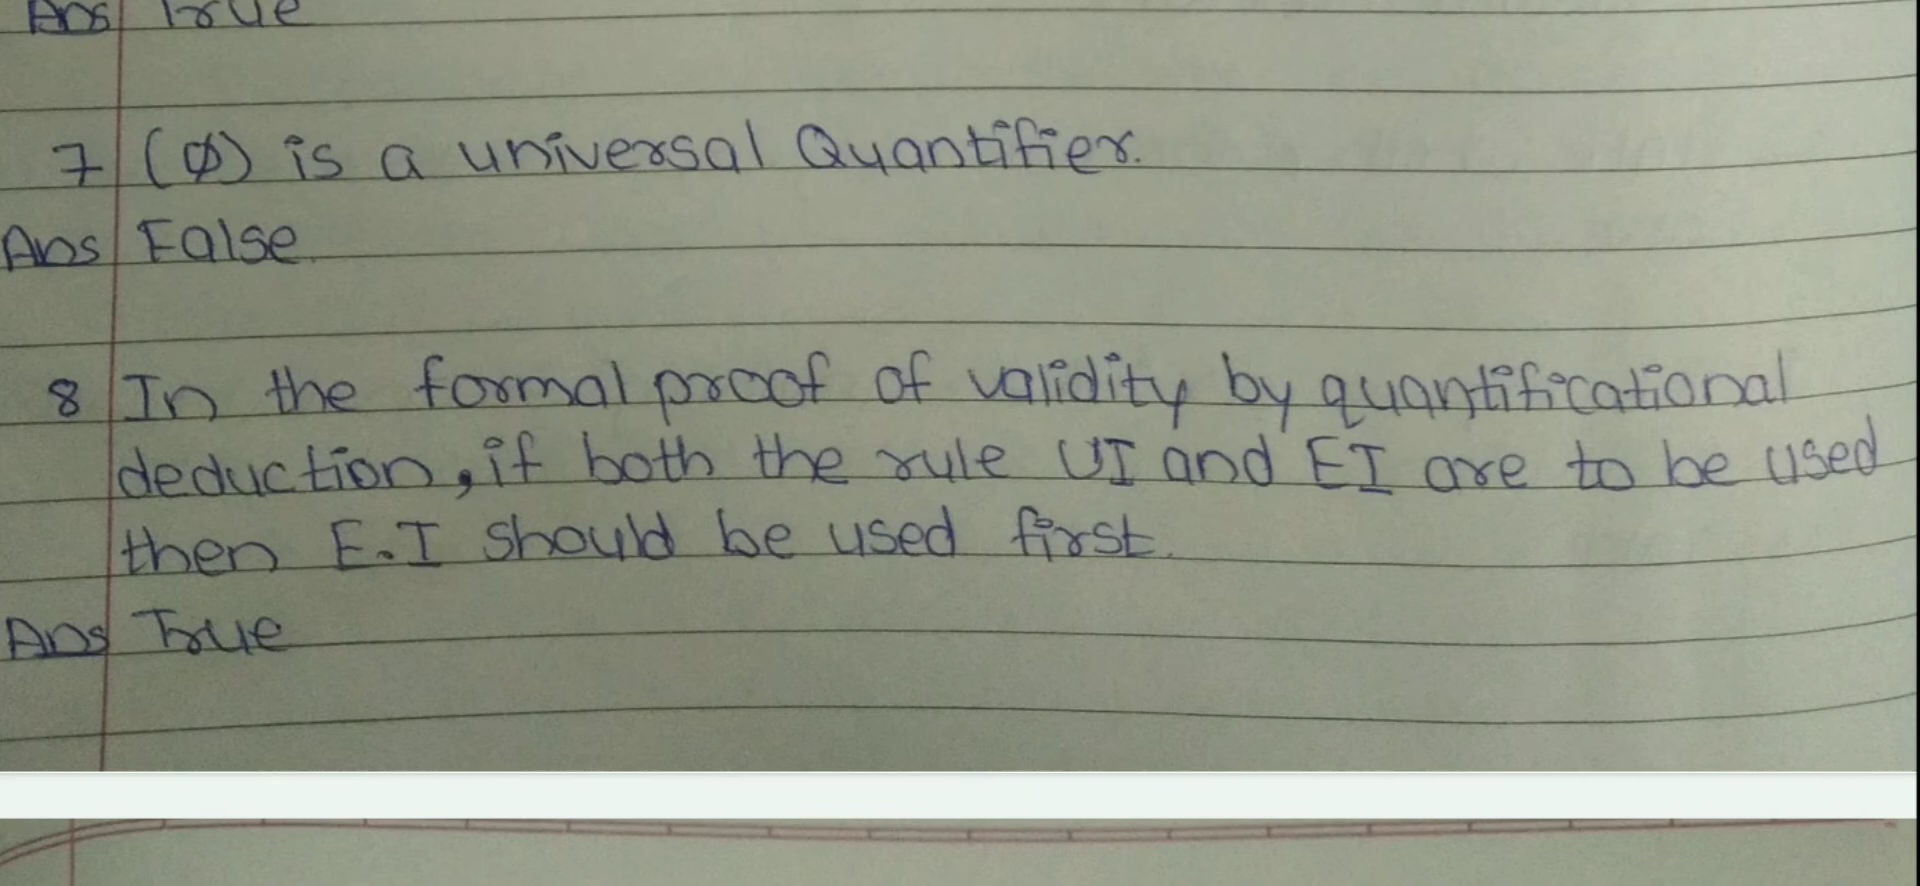 Ans True
7 (Ø) is a universal Quantifier.
Ans False.
8 In the formal proof of validity by quantificational
deduction, if both the rule UI and EI are to be used
then E.I should be used first.
Ans True